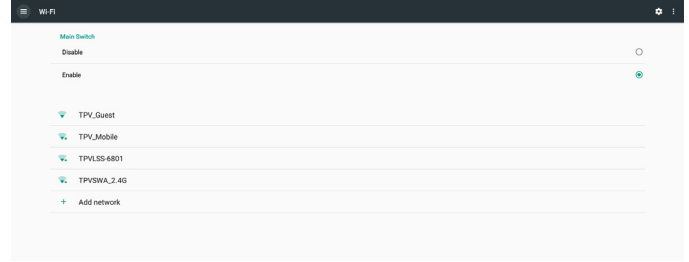 Wi-Fi
Main Switch
Disable
Enable
TPV_Guest
TPV_Mobile
TPVLSS-6801
TPVSWA_2.4G
Add network